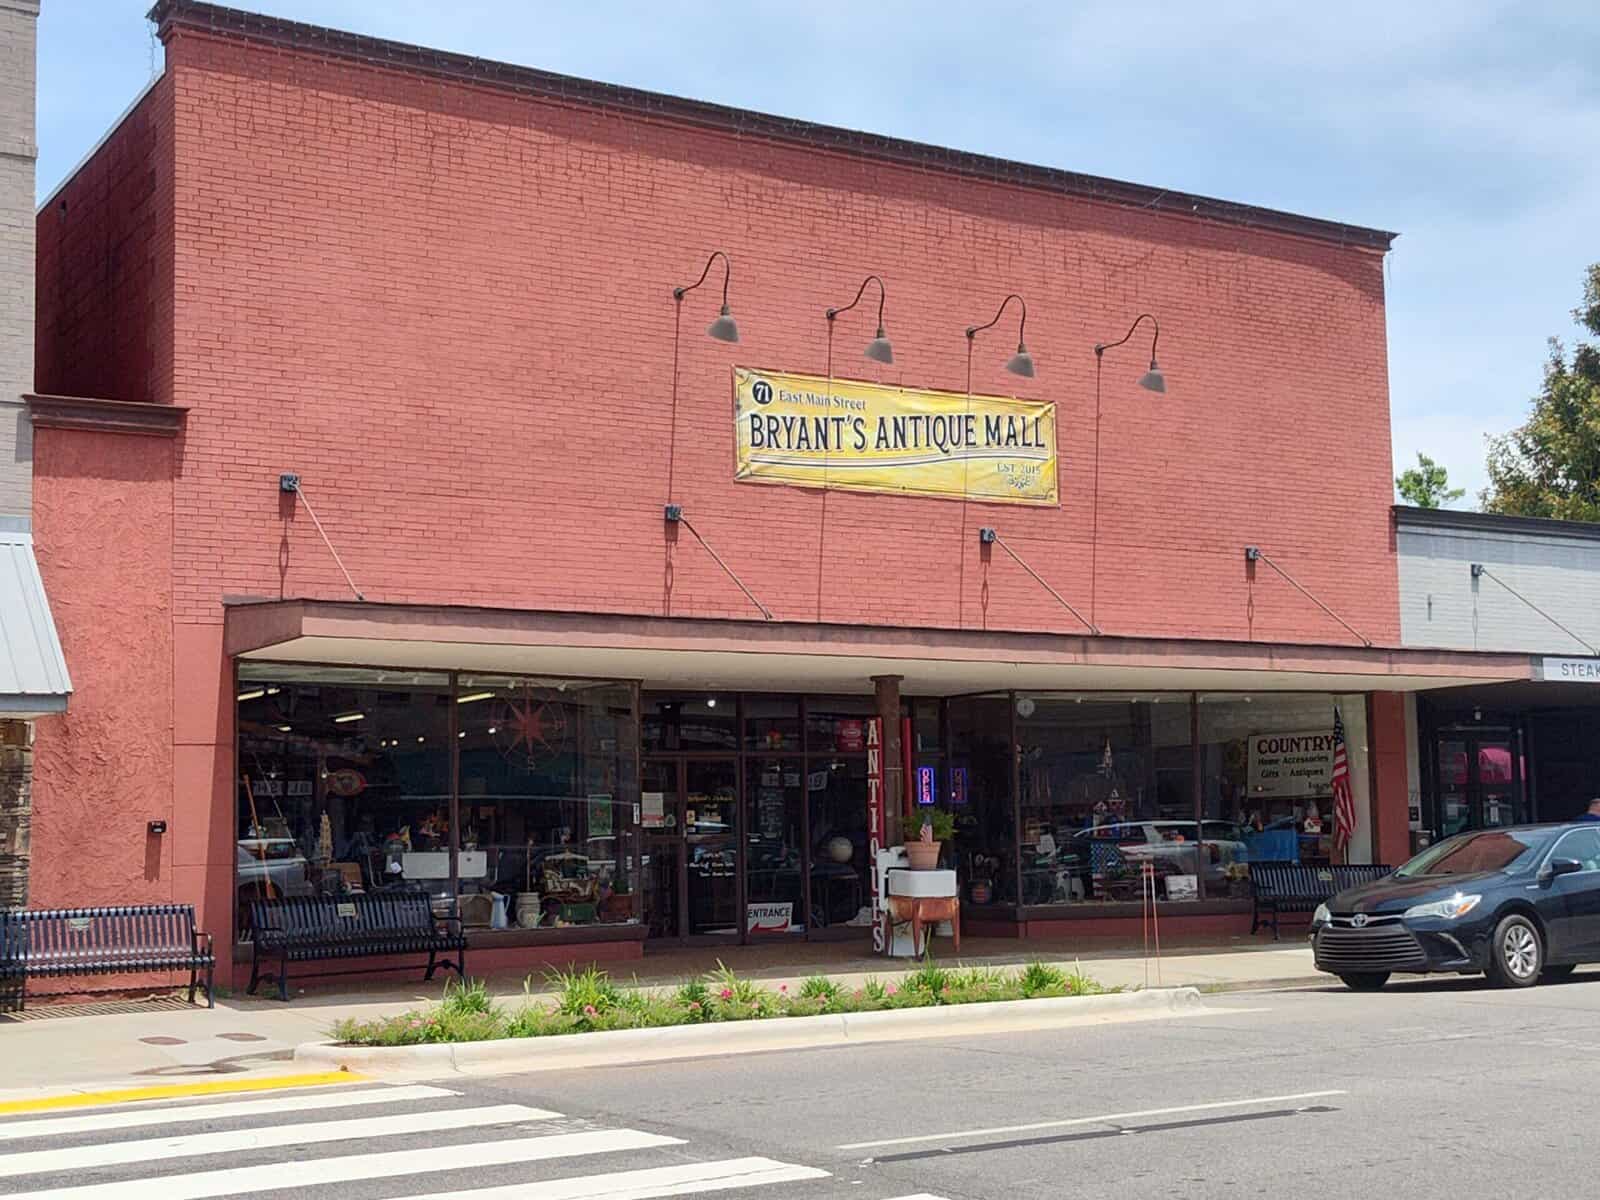 71 East Main Street
BRYANT'S ANTIQUE MALL
EST 2015
STEAK
COUNTRY
Home Accessories
Gifts - Antiques
ANTIQUES
OPEN
ENTRANCE